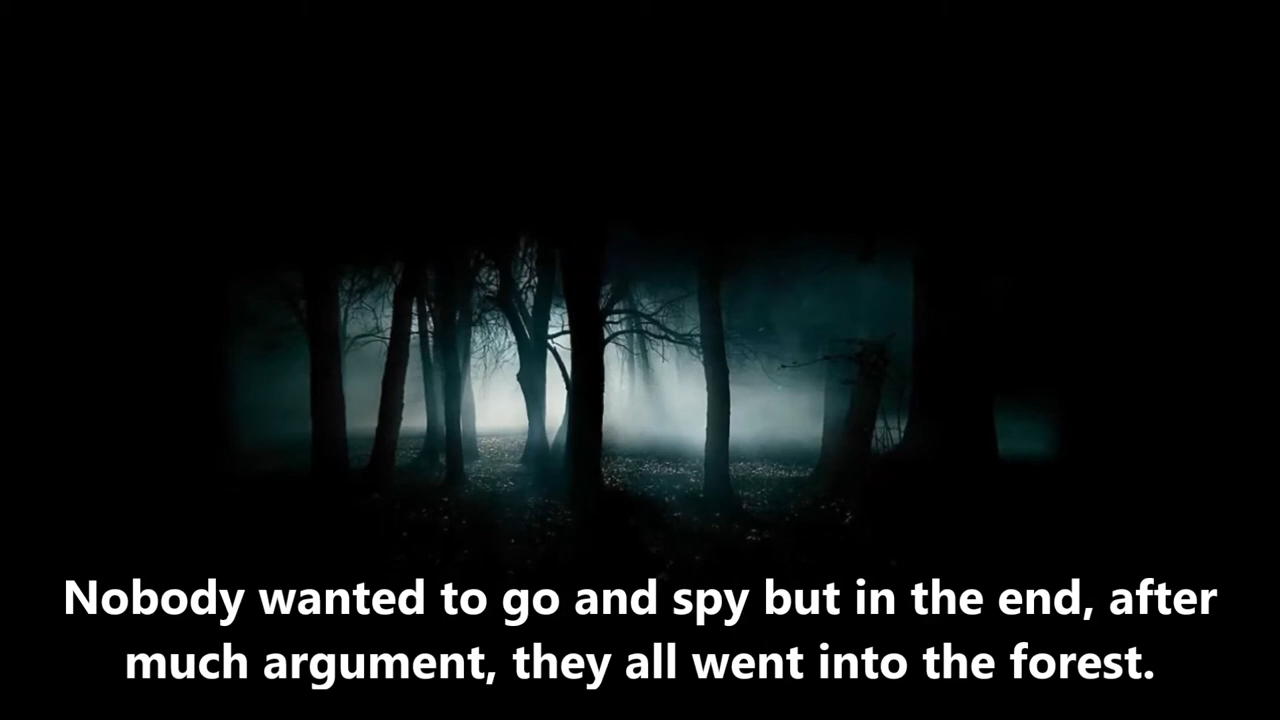 Nobody wanted to go and spy but in the end, after
much argument, they all went into the forest.